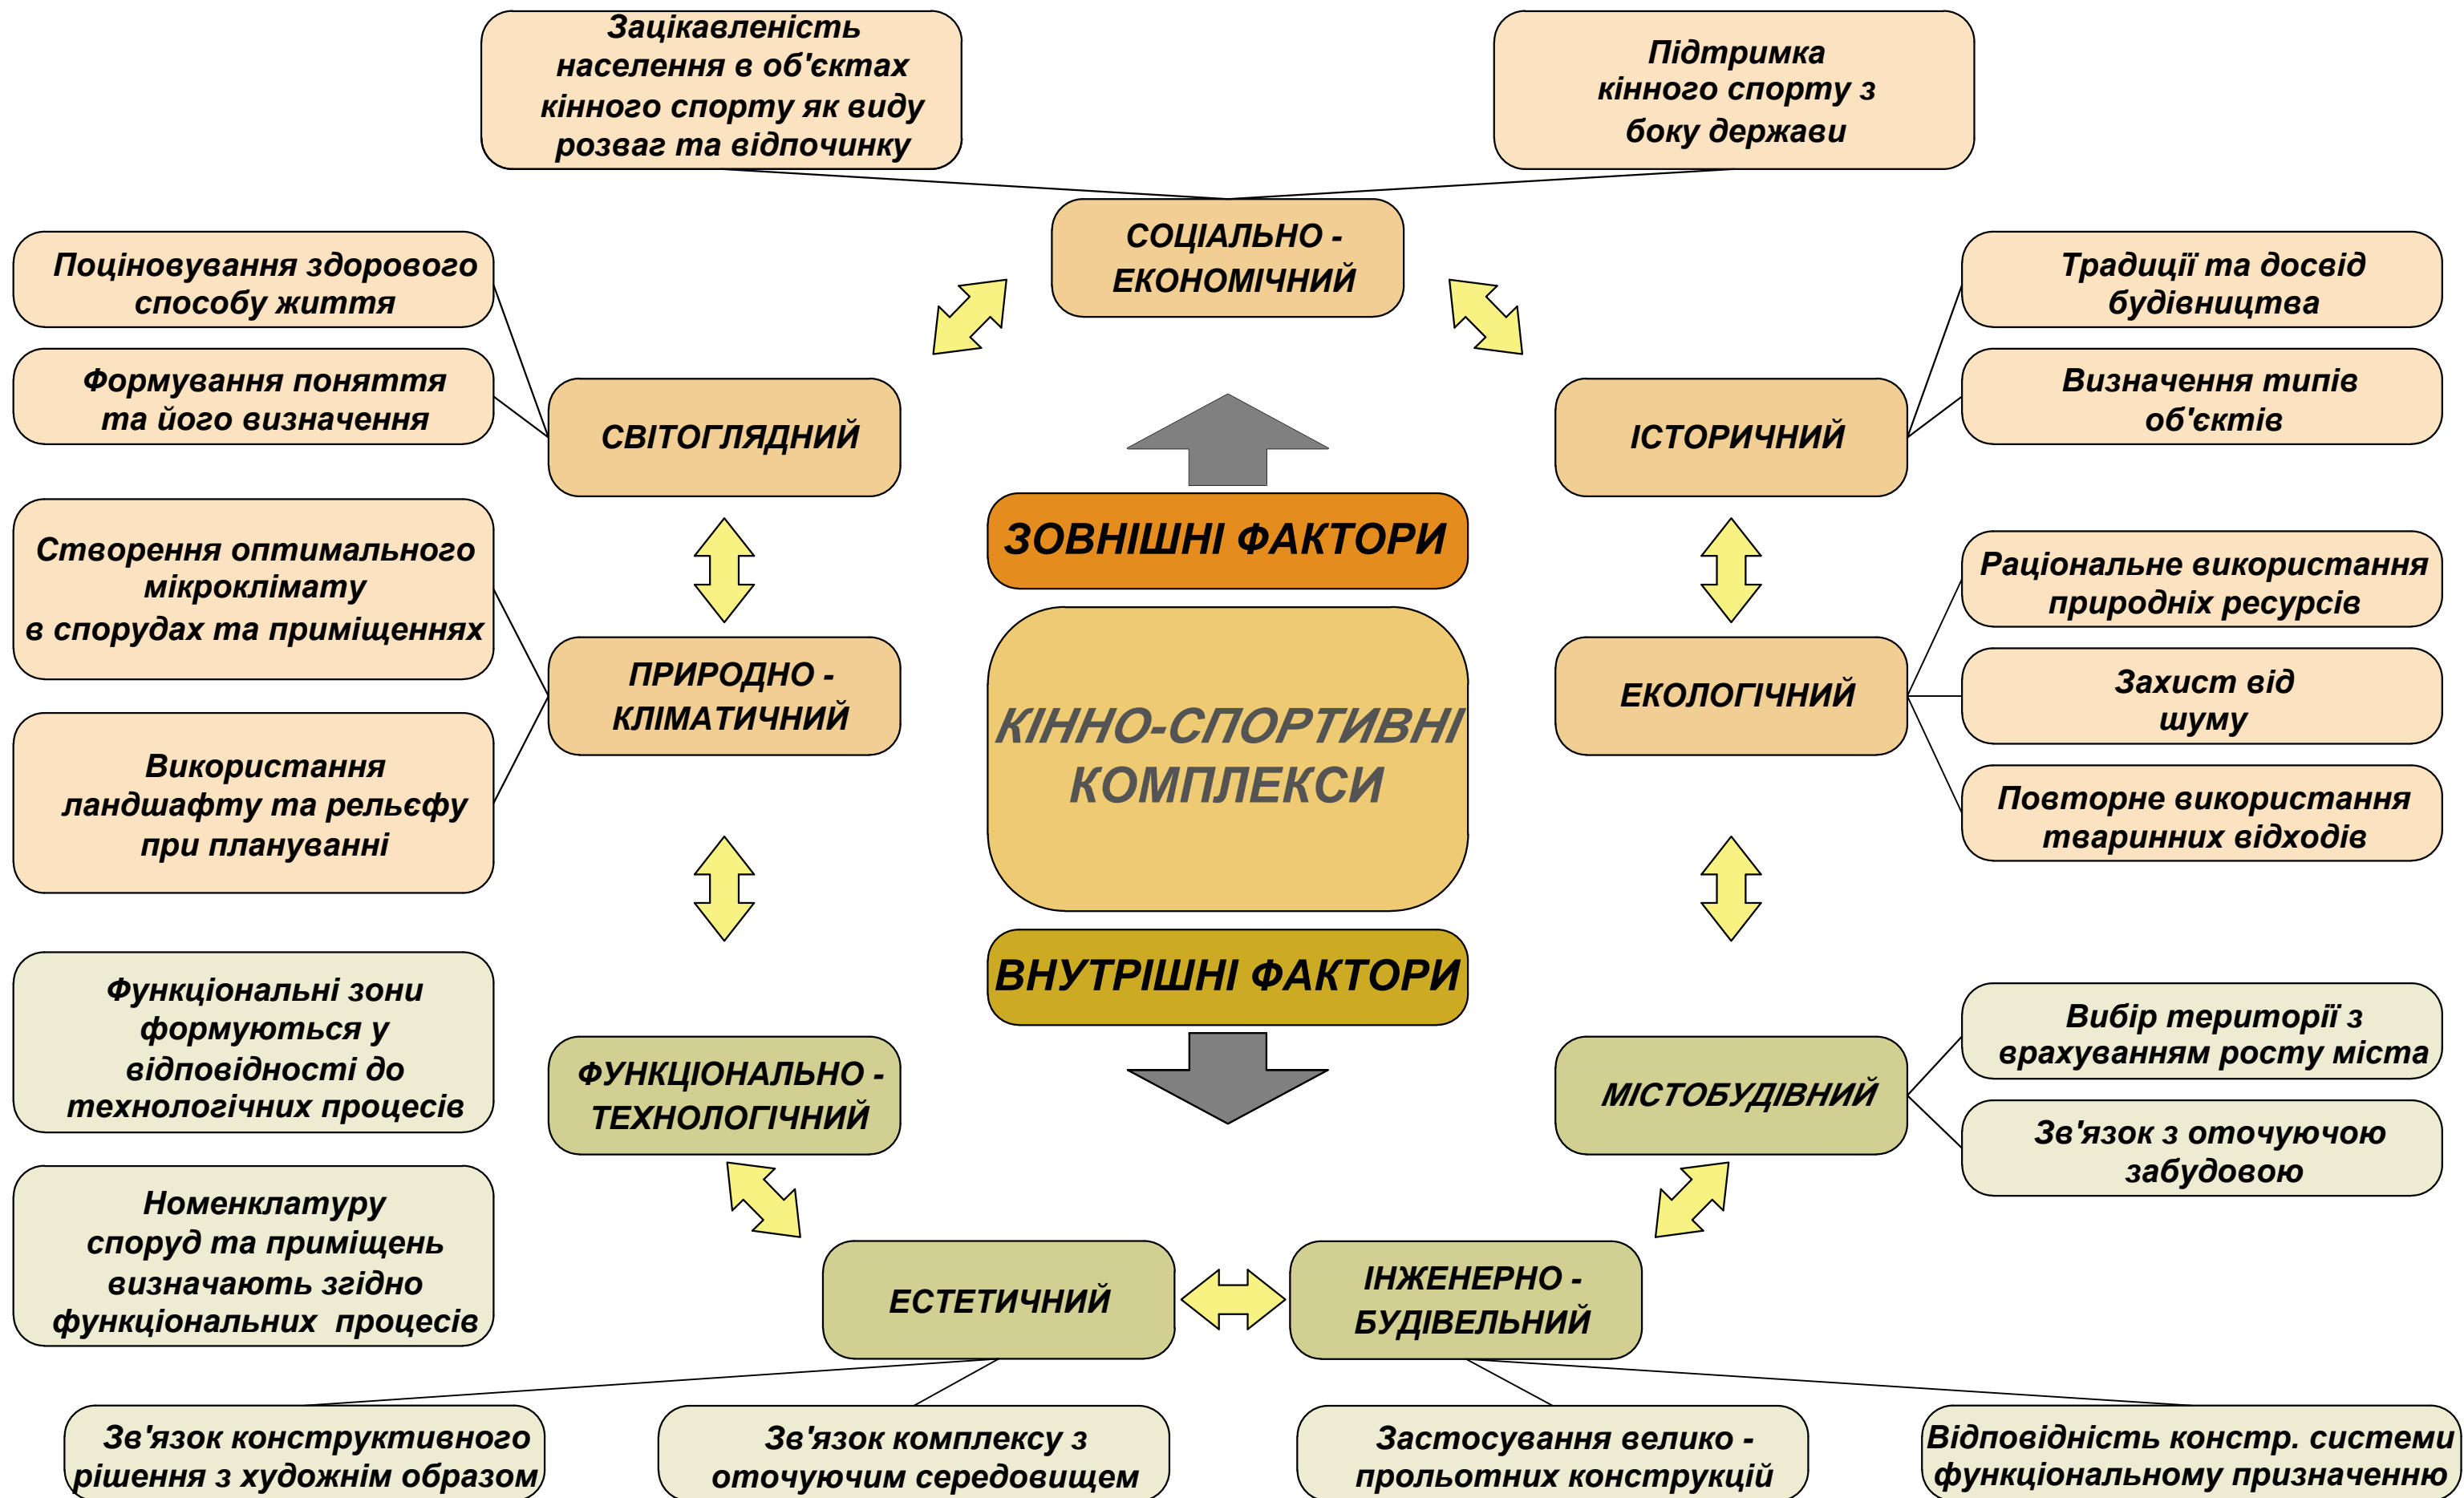 Зацікавленість
населення в об'єктах
кінного спорту як виду
розваг та відпочинку
Підтримка
кінного спорту з
боку держави
СОЦІАЛЬНО -
ЕКОНОМІЧНИЙ
Поціновування здорового
способу життя
Формування поняття
та його визначення
СВІТОГЛЯДНИЙ
Традиції та досвід
будівництва
Визначення типів
об'єктів
ІСТОРИЧНИЙ
ЗОВНІШНІ ФАКТОРИ
Створення оптимального
мікроклімату
в спорудах та приміщеннях
Використання
ландшафту та рельєфу
при плануванні
ПРИРОДНО -
КЛІМАТИЧНИЙ
КІННО-СПОРТИВНІ
КОМПЛЕКСИ
ЕКОЛОГІЧНИЙ
Раціональне використання
природніх ресурсів
Захист від
шуму
Повторне використання
тваринних відходів
ВНУТРІШНІ ФАКТОРИ
Функціональні зони
формуються у
відповідності до
технологічних процесів
Номенклатуру
споруд та приміщень
визначають згідно
функціональних процесів
ФУНКЦІОНАЛЬНО -
ТЕХНОЛОГІЧНИЙ
МІСТОБУДІВНИЙ
Вибір території з
врахуванням росту міста
Зв'язок з оточуючою
забудовою
ЕСТЕТИЧНИЙ
ІНЖЕНЕРНО -
БУДІВЕЛЬНИЙ
Зв'язок конструктивного
рішення з художнім образом
Зв'язок комплексу з
оточуючим середовищем
Застосування велико -
прольотних конструкцій
Відповідність констр. системи
функціональному призначенню